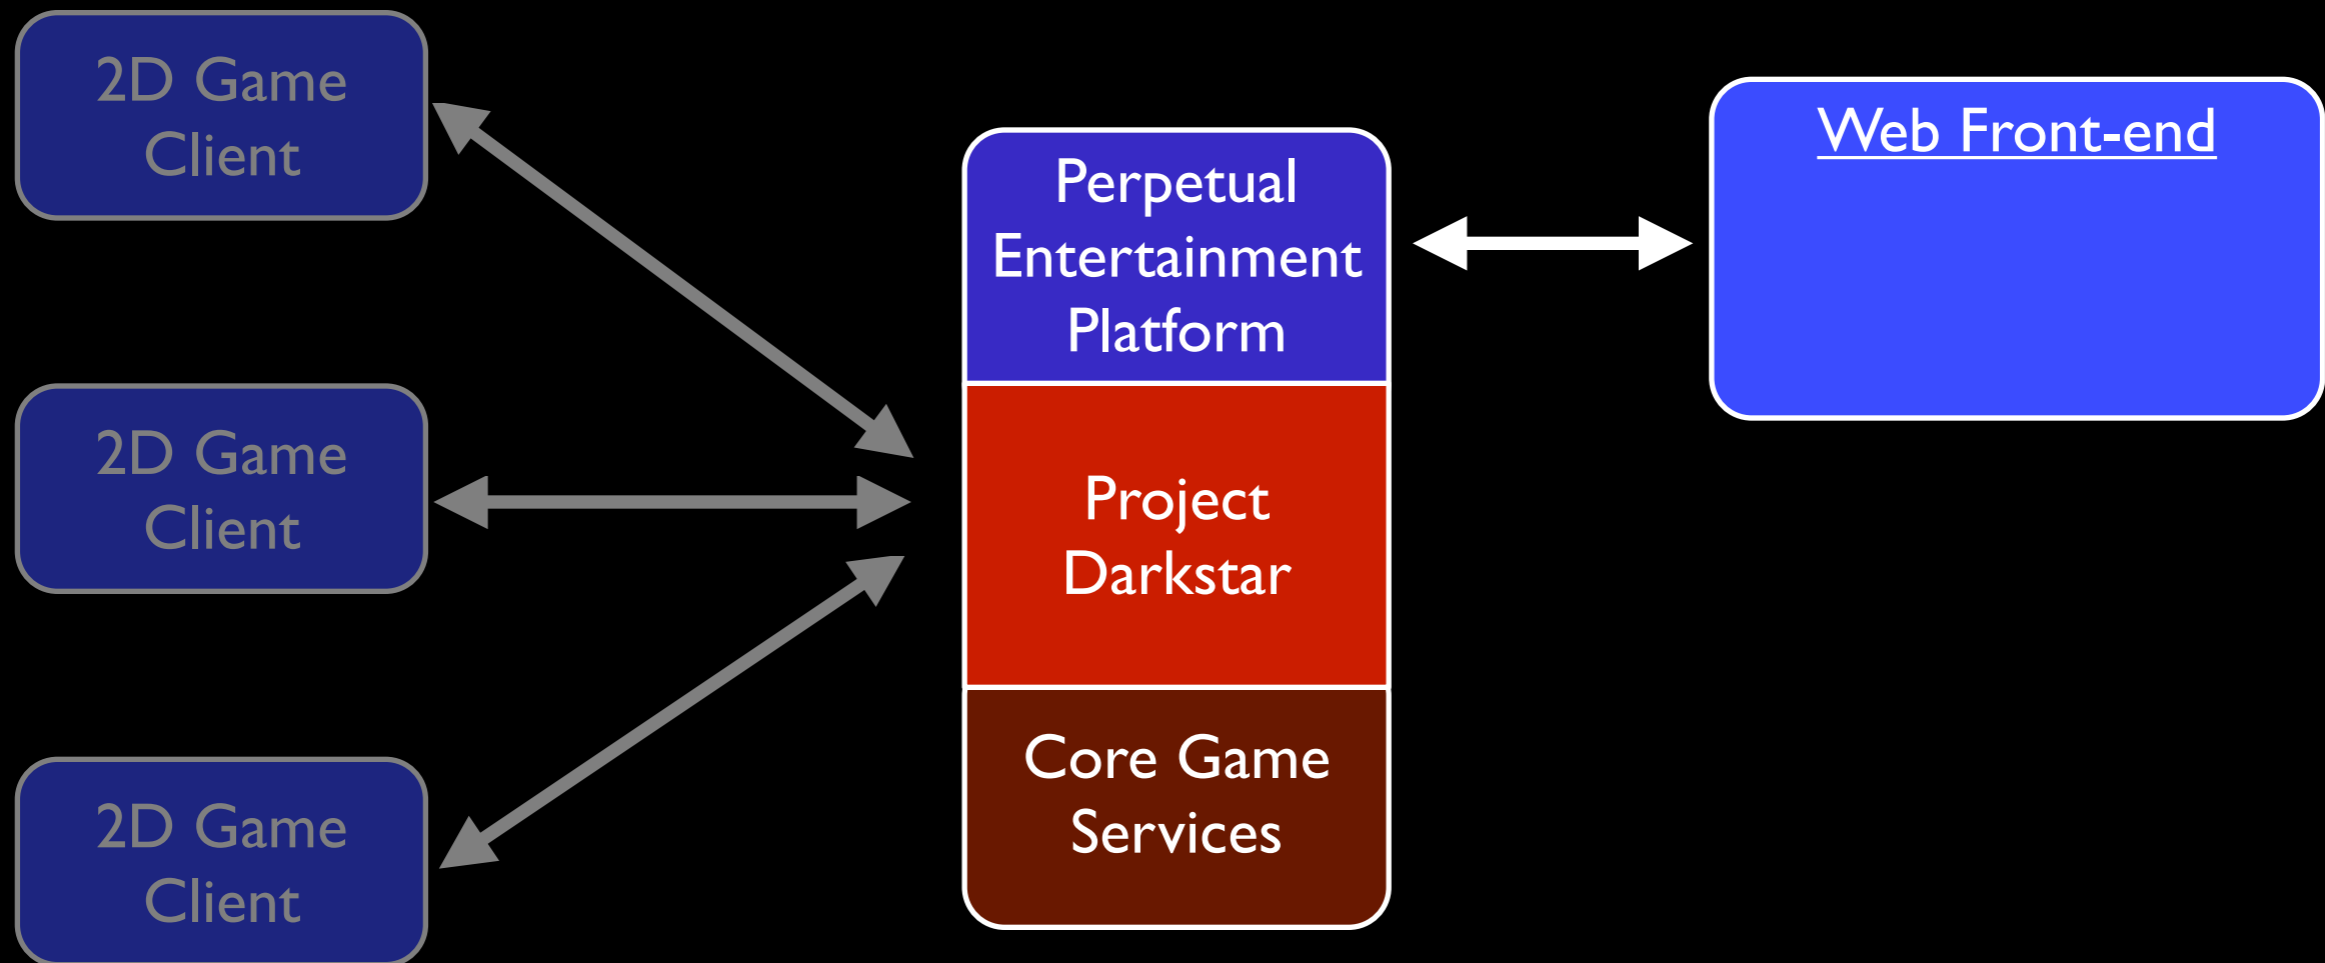 2D Game
Client
2D Game
Client
2D Game
Client
Perpetual
Entertainment
Platform
Project
Darkstar
Core Game
Services
Web Front-end